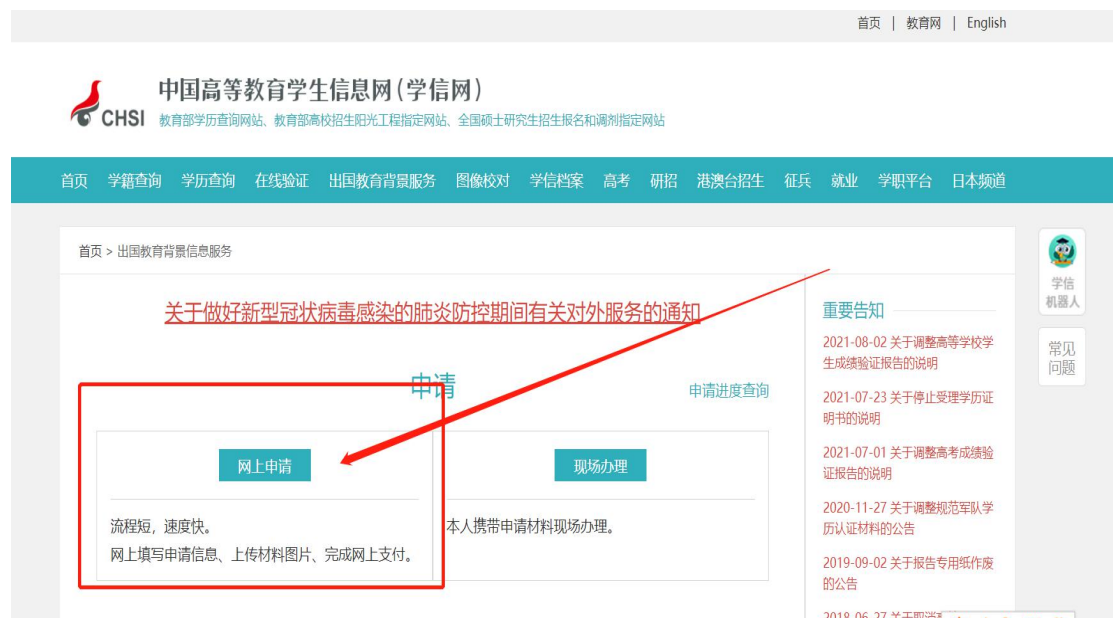 首页 | 教育网 | English
中国高等教育学生信息网(学信网)
CHSI
教育部学历查询网站、教育部高校招生阳光工程指定网站、全国硕士研究生招生报名和调剂指定网站
首页 学籍查询 学历查询 在线验证 出国教育背景服务 图像校对 学信档案 高考 研招 港澳台招生 征兵 就业 学职平台 日本频道
首页 > 出国教育背景信息服务
关于做好新型冠状病毒感染的肺炎防控期间有关对外服务的通知
申请
申请进度查询
网上申请
流程短，速度快。
网上填写申请信息、上传材料图片、完成网上支付。
现场办理
本人携带申请材料现场办理。
重要告知
2021-08-02 关于调整高等学校学
生成绩验证报告的说明
2021-07-23 关于停止受理学历证
明书的说明
2021-07-01 关于调整高考成绩验
证报告的说明
2020-11-27 关于调整规范军队学
历认证材料的公告
2019-09-02 关于报告专用纸作废
的公告
2018-06-27 关于取消
学信
机器人
常见
问题